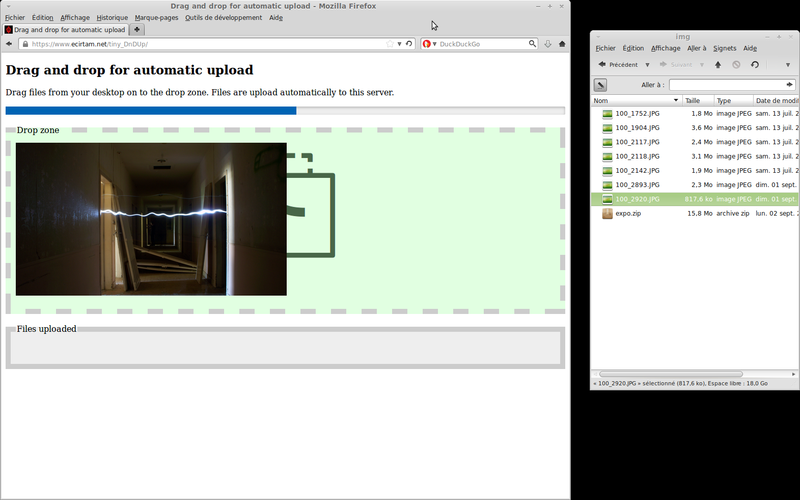 Drag and drop for automatic upload - Mozilla Firefox
Fichier Édition Affichage Historique Marque-pages Outils de développement Aide
Drag and drop for automatic upload
https://www.ecirtam.net/tiny_DnDUp/
DuckDuckGo
Drag and drop for automatic upload
Drag files from your desktop on to the drop zone. Files are upload automatically to this server.
Drop zone
Files uploaded
img
Fichier Édition Affichage Aller à Signets Aide
Précédent Suivant
Aller à :
Nom Taille Type Date de modi
100_1752.JPG 1,8 Mo image JPEG sam. 13 juil. 2
100_1904.JPG 3,6 Mo image JPEG sam. 13 juil. 2
100_2117.JPG 2,4 Mo image JPEG sam. 13 juil. 2
100_2118.JPG 3,1 Mo image JPEG sam. 13 juil. 2
100_2142.JPG 1,9 Mo image JPEG sam. 13 juil. 2
100_2893.JPG 2,3 Mo image JPEG dim. 01 sept.
100_2920.JPG 817,6 ko image JPEG dim. 01 sept.
expo.zip 15,8 Mo archive zip lun. 02 sept. 2
« 100_2920.JPG » sélectionné (817,6 ko), Espace libre : 18,0 Go